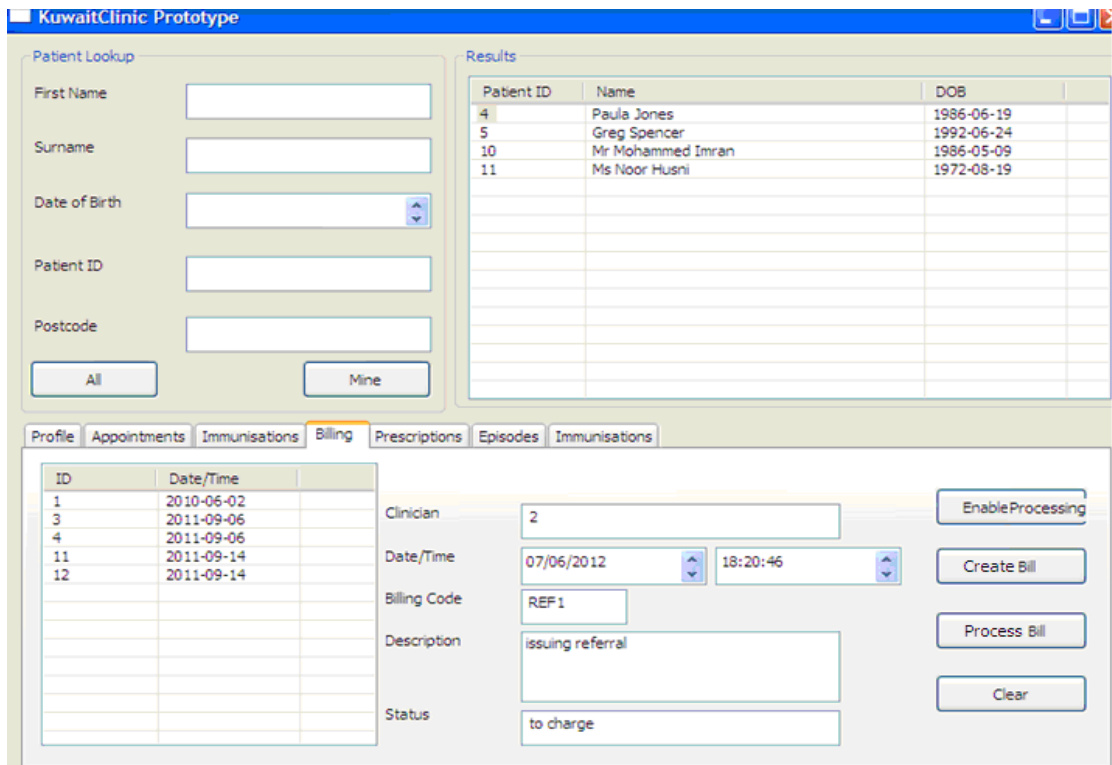 KuwaitClinic Prototype
Patient Lookup
First Name
Surname
Date of Birth
Patient ID
Postcode
All Mine
Results
Patient ID Name DOB
4 Paula Jones 1986-06-19
5 Greg Spencer 1992-06-24
10 Mr Mohammed Imran 1986-05-09
11 Ms Noor Husni 1972-08-19
Profile Appointments Immunisations Billing Prescriptions Episodes Immunisations
ID Date/Time
1 2010-06-02
3 2011-09-06
4 2011-09-06
11 2011-09-14
12 2011-09-14
Clinician 2
Date/Time 07/06/2012 18:20:46
Billing Code REF1
Description issuing referral
Status to charge
EnableProcessing
Create Bill
Process Bill
Clear